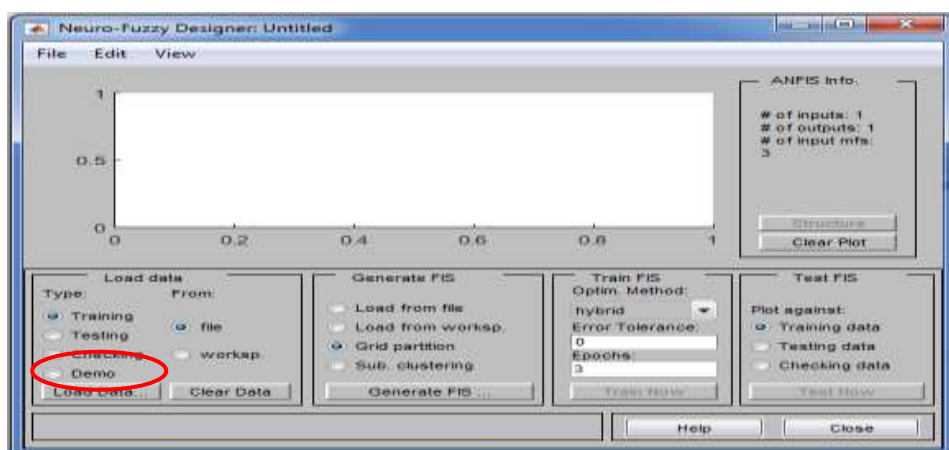 Neuro-Fuzzy Designer: Untitled
File Edit View
1
0.5
0
0 0.2 0.4 0.6 0.8 1
ANFIS Info.
# of inputs: 1
# of outputs: 1
# of input mfs:
3
Structure
Clear Plot
Load data
Type: From:
Training
Testing
Checking
Demo
file
worksp.
Load Data... Clear Data
Generate FIS
Load from file
Load from worksp.
Grid partition
Sub. clustering
Generate FIS ...
Train FIS
Optim. Method:
hybrid
Error Tolerance:
0
Epochs:
3
Train Now
Test FIS
Plot against:
Training data
Testing data
Checking data
Test Now
Help Close